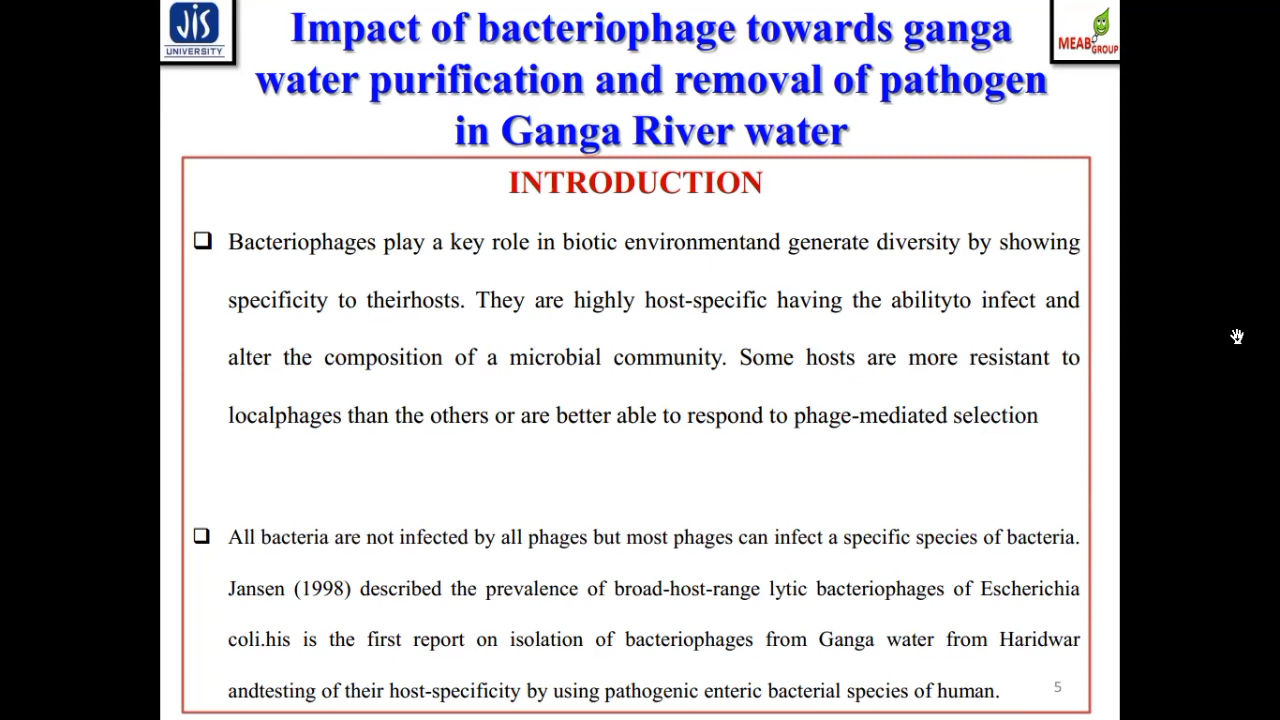 JIS
UNIVERSITY
Impact of bacteriophage towards ganga
water purification and removal of pathogen
in Ganga River water
MEAB
GROUP
INTRODUCTION
Bacteriophages play a key role in biotic environmentand generate diversity by showing
specificity to theirhosts. They are highly host-specific having the abilityto infect and
alter the composition of a microbial community. Some hosts are more resistant to
localphages than the others or are better able to respond to phage-mediated selection
All bacteria are not infected by all phages but most phages can infect a specific species of bacteria.
Jansen (1998) described the prevalence of broad-host-range lytic bacteriophages of Escherichia
coli.his is the first report on isolation of bacteriophages from Ganga water from Haridwar
andtesting of their host-specificity by using pathogenic enteric bacterial species of human.
5